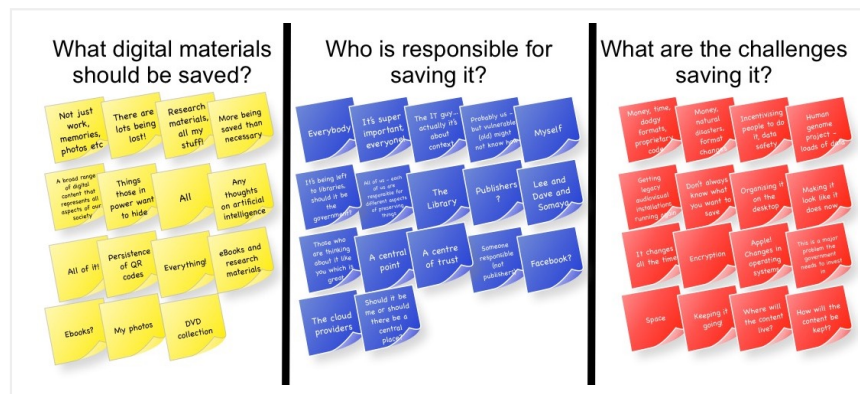 What digital materials
should be saved?
Not just
work,
memories,
photos etc
There are
lots being
lost!
Research
materials,
all my
stuff!
More being
saved than
necessary
A broad range
of digital
content that
represents all
aspects of our
society
Things
those in
power want
to hide
All
Any
thoughts
on artificial
intelligence
All of it!
Persistence
of QR
codes
Everything!
eBooks and
research
materials
Ebooks?
My photos
DVD
collection
Who is responsible for
saving it?
Everybody
It's super
important,
everyone!
The IT guy...
actually it's
about
context
Probably us -
but vulnerable
(old) might
not know how
Myself
It's being left
to libraries,
should it be
the
government?
All of us - each
of us are
responsible for
different aspects
of preserving
things
The
Library
Publishers
?
Lee and
Dave and
Somaya
Those who
are thinking
about it like
you which is
great
A central
point
A centre
of trust
Someone
responsible
(not
publishers)
Facebook?
The cloud
providers
Should it be
me or should
there be a
central
place?
What are the challenges
saving it?
Money, time,
dodgy
formats,
proprietary
code
Money,
natural
disasters,
format
changes
Incentivising
people to do
it, data
safety
Human
genome
project -
loads of data
Getting
legacy
audiovisual
installations
running
Don't always
know what
you want to
save
Organising it
on the
desktop
Making it
look like it
does now
It changes
all the time
Encryption
Apple!
Changes in
operating
systems
This is a major
problem the
government
needs to invest
in
Space
Keeping it
going!
Where will
the content
live?
How will the
content be
kept?